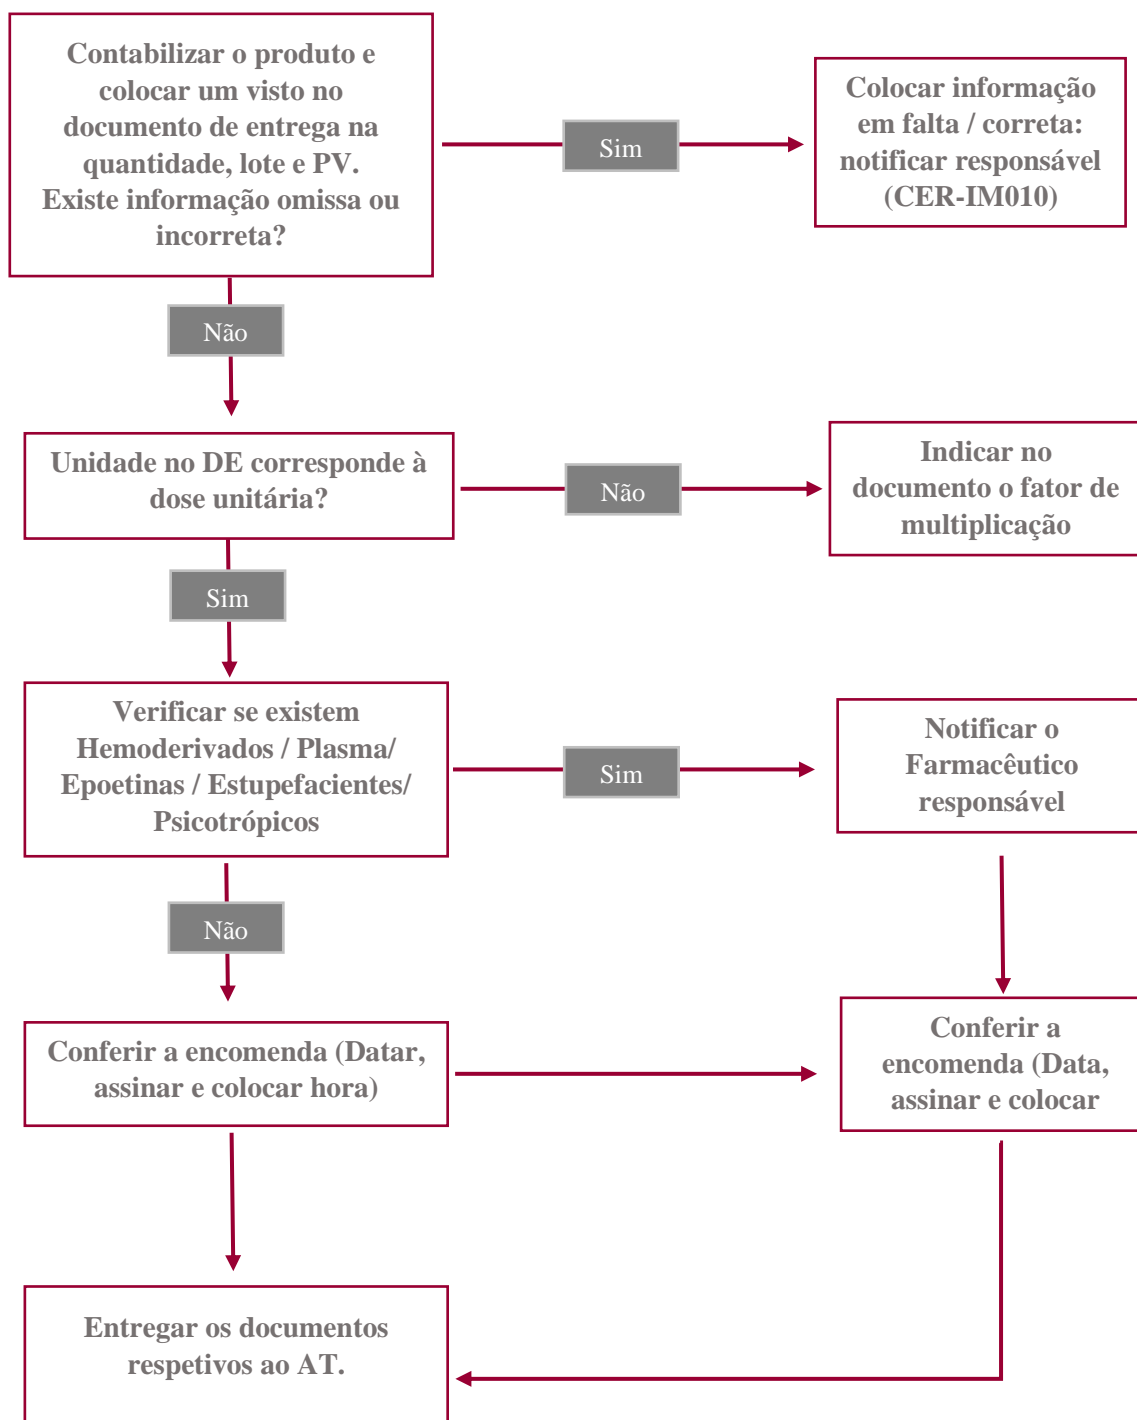 Contabilizar o produto e
colocar um visto no
documento de entrega na
quantidade, lote e PV.
Existe informação omissa ou
incorreta?
Sim
Colocar informação
em falta / correta:
notificar responsável
(CER-IM010)
Não
Unidade no DE corresponde à
dose unitária?
Não
Indicar no
documento o fator de
multiplicação
Sim
Verificar se existem
Hemoderivados / Plasma/
Epoetinas / Estupefacientes/
Psicotrópicos
Sim
Notificar o
Farmacêutico
responsável
Não
Conferir a encomenda (Datar,
assinar e colocar hora)
Conferir a
encomenda (Data,
assinar e colocar
Entregar os documentos
respetivos ao AT.